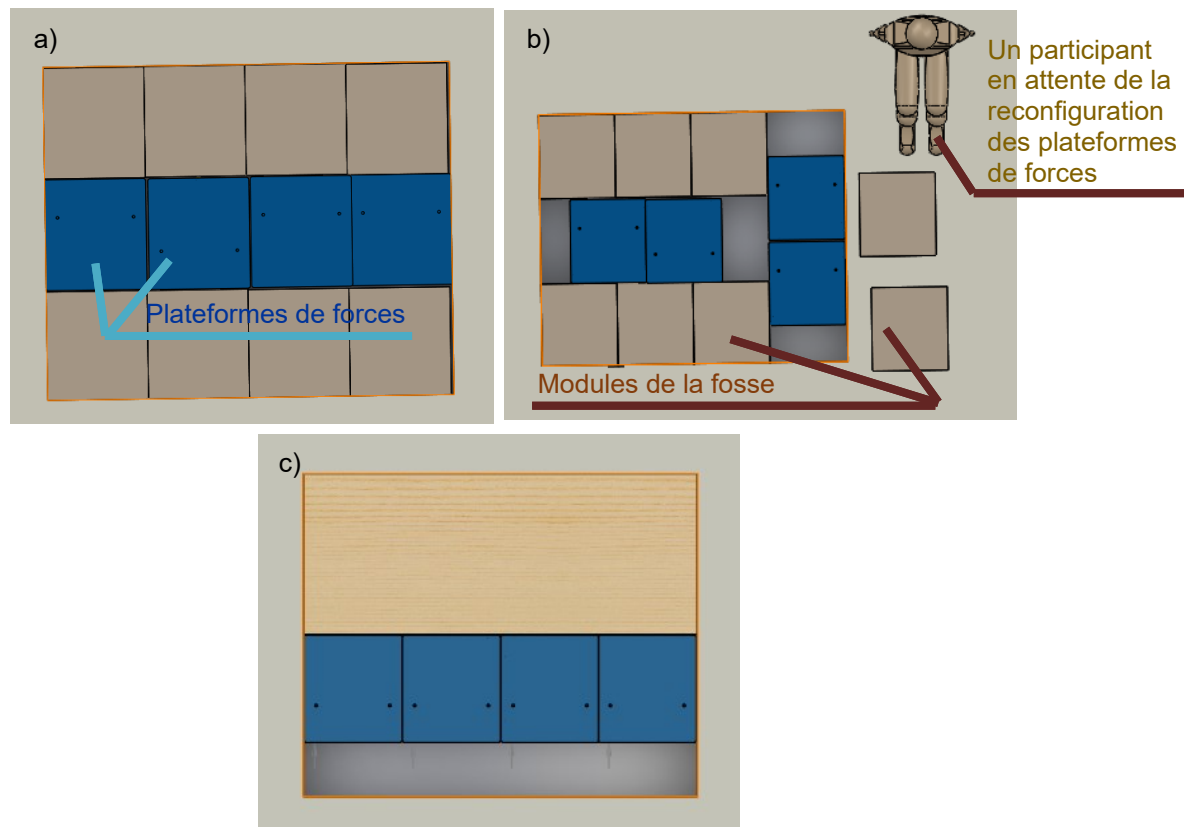 a)
Plateformes de forces
b)
Un participant
en attente de la
reconfiguration
des plateformes
de forces
Modules de la fosse
c)